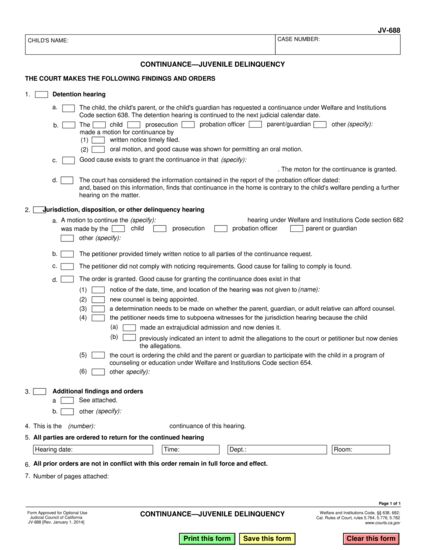 JV-688
CHILD'S NAME:
CASE NUMBER:
CONTINUANCE—JUVENILE DELINQUENCY
THE COURT MAKES THE FOLLOWING FINDINGS AND ORDERS
1. Detention hearing
a. The child, the child's parent, or the child's guardian has requested a continuance under Welfare and Institutions
Code section 638. The detention hearing is continued to the next judicial calendar date.
b. The child prosecution probation officer parent/guardian other (specify):
made a motion for continuance by
(1) written notice timely filed.
(2) oral motion, and good cause was shown for permitting an oral motion.
c. Good cause exists to grant the continuance in that (specify):
. The moton for the continuance is granted.
d. The court has considered the information contained in the report of the probation officer dated:
and, based on this information, finds that continuance in the home is contrary to the child's welfare pending a further
hearing on the matter.
2. Jurisdiction, disposition, or other delinquency hearing
a. A motion to continue the (specify): hearing under Welfare and Institutions Code section 682
was made by the child prosecution probation officer parent or guardian
other (specify):
b. The petitioner provided timely written notice to all parties of the continuance request.
c. The petitioner did not comply with noticing requirements. Good cause for failing to comply is found.
d. The order is granted. Good cause for granting the continuance does exist in that
(1) notice of the date, time, and location of the hearing was not given to (name):
(2) new counsel is being appointed.
(3) a determination needs to be made on whether the parent, guardian, or adult relative can afford counsel.
(4) the petitioner needs time to subpoena witnesses for the jurisdiction hearing because the child
(a) made an extrajudicial admission and now denies it.
(b) previously indicated an intent to admit the allegations to the court or petitioner but now denies
the allegations.
(5) the court is ordering the child and the parent or guardian to participate with the child in a program of
counseling or education under Welfare and Institutions Code section 654.
(6) other specify):
3. Additional findings and orders
a See attached.
b. other (specify):
4. This is the (number): continuance of this hearing.
5. All parties are ordered to return for the continued hearing
Hearing date: Time: Dept.: Room:
6. All prior orders are not in conflict with this order remain in full force and effect.
7. Number of pages attached:
Page 1 of 1
Form Approved for Optional Use
Judicial Council of California
JV-688 [Rev. January 1, 2014]
CONTINUANCE—JUVENILE DELINQUENCY
Welfare and Institutions Code, §§ 638, 682;
Cal. Rules of Court, rules 5.764, 5.776, 5.782
www.courts.ca.gov
Print this form Save this form Clear this form